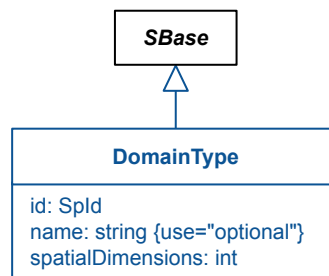 SBase
DomainType
id: SpId
name: string {use="optional"}
spatialDimensions: int